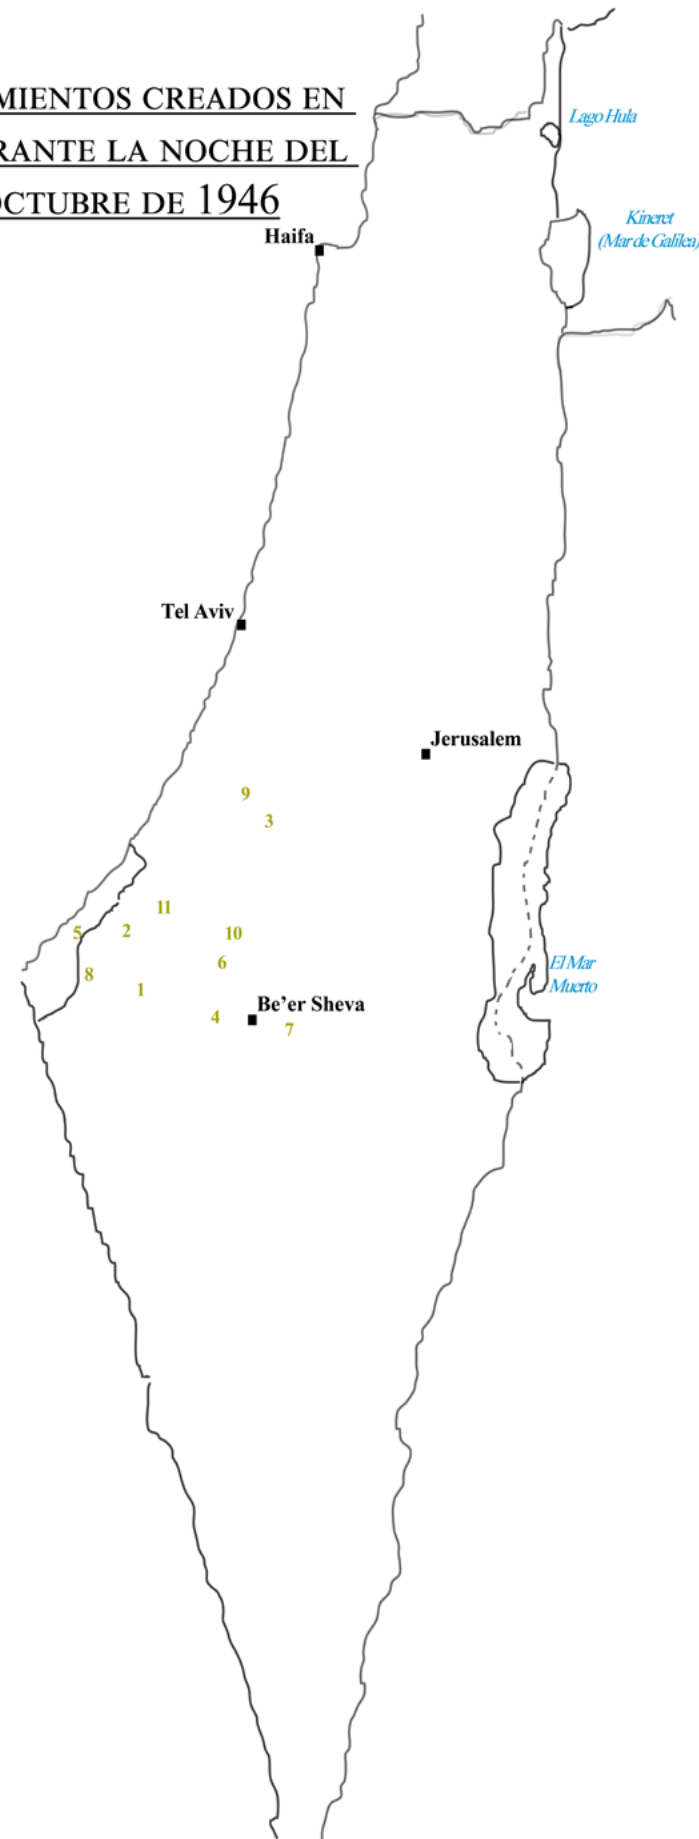 MIENTOS CREADOS EN
RANTE LA NOCHE DEL
OCTUBRE DE 1946
Lago Hula
Kineret
(Mar de Galilea)
Haifa
Tel Aviv
Jerusalem
9
3
11
5
2
10
6
8
1
El Mar
Muerto
Be’er Sheva
4
7